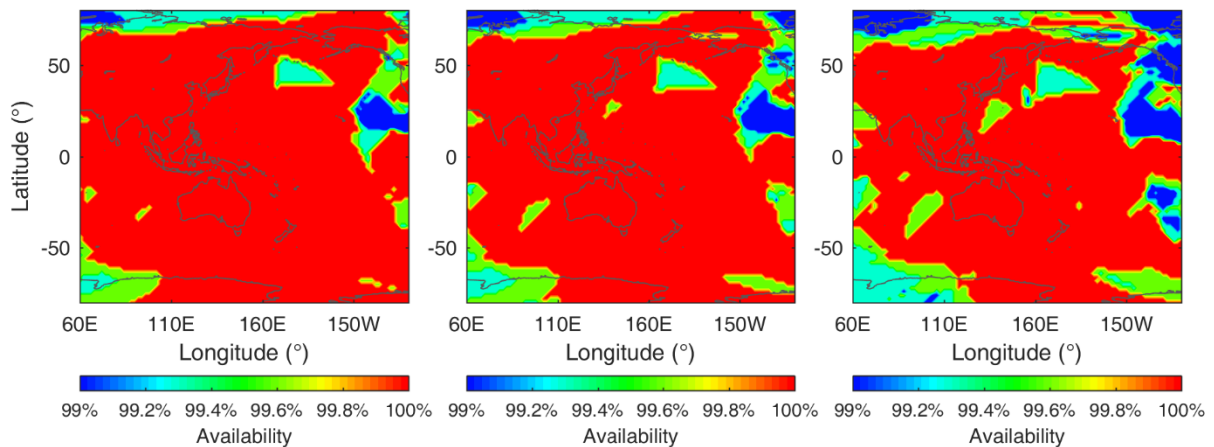 50
0
-50
Latitude (°)
60E 110E 160E 150W
60E 110E 160E 150W
60E 110E 160E 150W
Longitude (°) Longitude (°) Longitude (°)
50
0
-50
50
0
-50
99% 99.2% 99.4% 99.6% 99.8% 100%
99% 99.2% 99.4% 99.6% 99.8% 100%
99% 99.2% 99.4% 99.6% 99.8% 100%
Availability Availability Availability